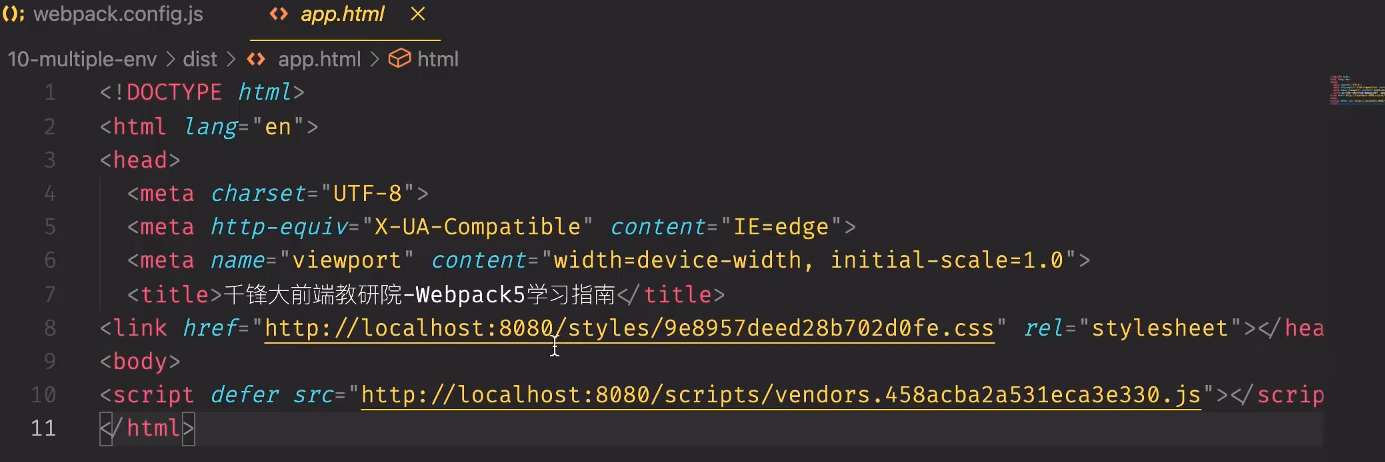 webpack.config.js
app.html
10-multiple-env > dist > app.html > html
1 <!DOCTYPE html>
2 <html lang="en">
3 <head>
4 <meta charset="UTF-8">
5 <meta http-equiv="X-UA-Compatible" content="IE=edge">
6 <meta name="viewport" content="width=device-width, initial-scale=1.0">
7 <title>千锋大前端教研院-Webpack5学习指南</title>
8 <link href="http://localhost:8080/styles/9e8957deed28b702d0fe.css" rel="stylesheet"></hea
9 <body>
10 <script defer src="http://localhost:8080/scripts/vendors.458acba2a531eca3e330.js"></scrip
11 </html>